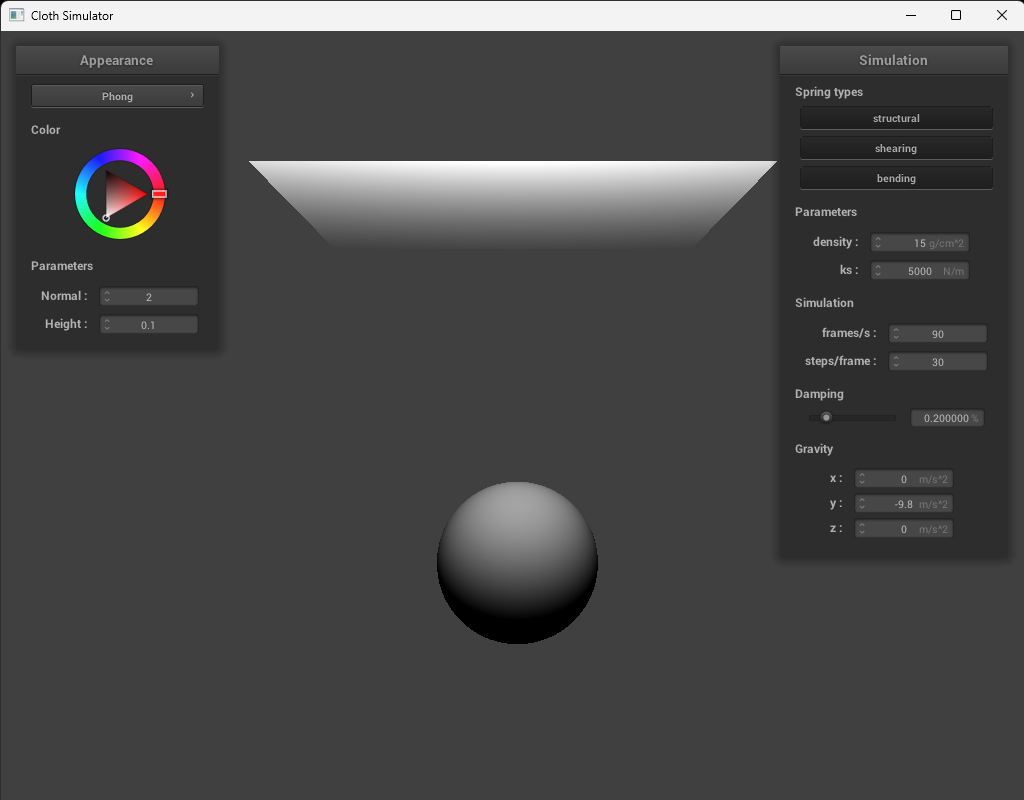 Cloth Simulator
Appearance
Phong
Color
Parameters
Normal : 2
Height : 0.1
Simulation
Spring types
structural
shearing
bending
Parameters
density : 15 g/cm^2
ks : 5000 N/m
Simulation
frames/s : 90
steps/frame : 30
Damping
0.200000 %
Gravity
x : 0 m/s^2
y : -9.8 m/s^2
z : 0 m/s^2